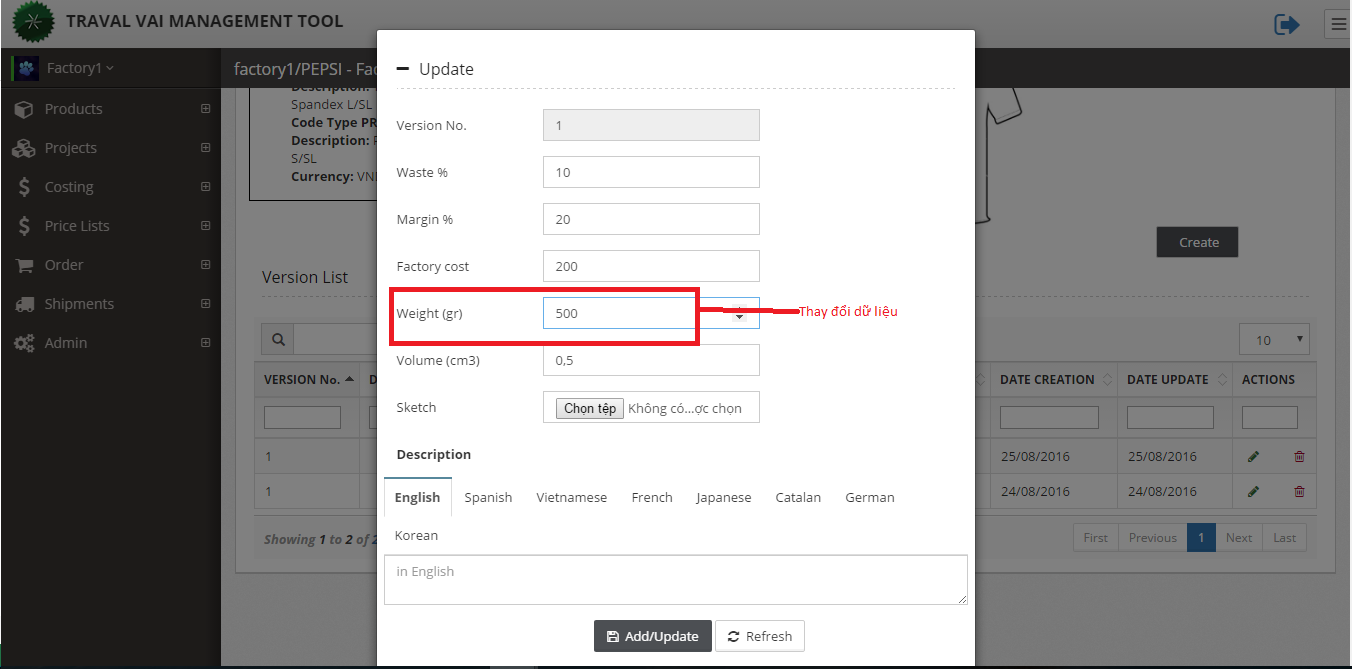 TRAVAL VAI MANAGEMENT TOOL
Factory1
factory1/PEPSI - Fac
Products
Projects
Costing
Price Lists
Order
Shipments
Admin
Description:
Spandex L/SL
Code Type PR
Description:
S/SL
Currency: VN
Create
Version List
10
VERSION No.
DATE CREATION
DATE UPDATE
ACTIONS
1
25/08/2016
25/08/2016
1
24/08/2016
24/08/2016
Showing 1 to 2 of 2
First
Previous
1
Next
Last
Update
Version No.
1
Waste %
10
Margin %
20
Factory cost
200
Weight (gr)
500
Thay đổi dữ liệu
Volume (cm3)
0,5
Sketch
Chọn tệp
Không có...ợc chọn
Description
English
Spanish
Vietnamese
French
Japanese
Catalan
German
Korean
in English
Add/Update
Refresh